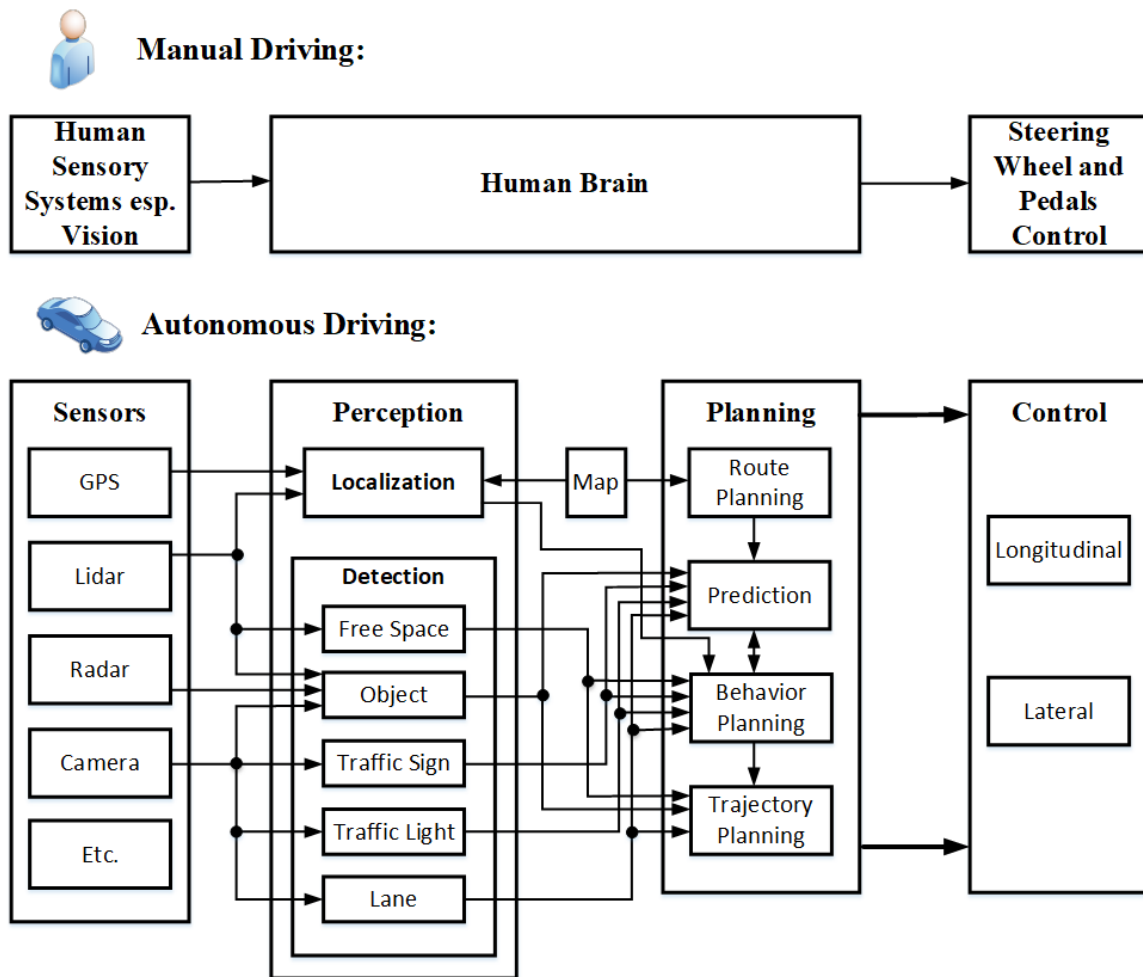 Manual Driving:
Human
Sensory
Systems esp.
Vision
Human Brain
Steering
Wheel and
Pedals
Control
Autonomous Driving:
Sensors
GPS
Lidar
Radar
Camera
Etc.
Perception
Localization
Detection
Free Space
Object
Traffic Sign
Traffic Light
Lane
Map
Planning
Route
Planning
Prediction
Behavior
Planning
Trajectory
Planning
Control
Longitudinal
Lateral